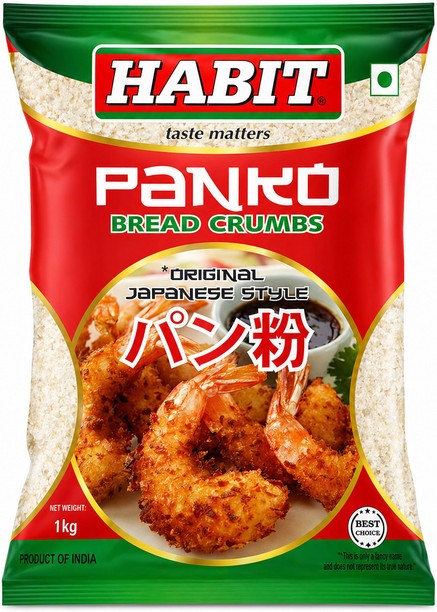 HABIT®
taste matters
PANKO
BREAD CRUMBS
*ORIGINAL
JAPANESE STYLE
パン粉
NET WEIGHT:
1kg
BEST
CHOICE
PRODUCT OF INDIA
"*This is only a fancy name
and does not represent its true nature."